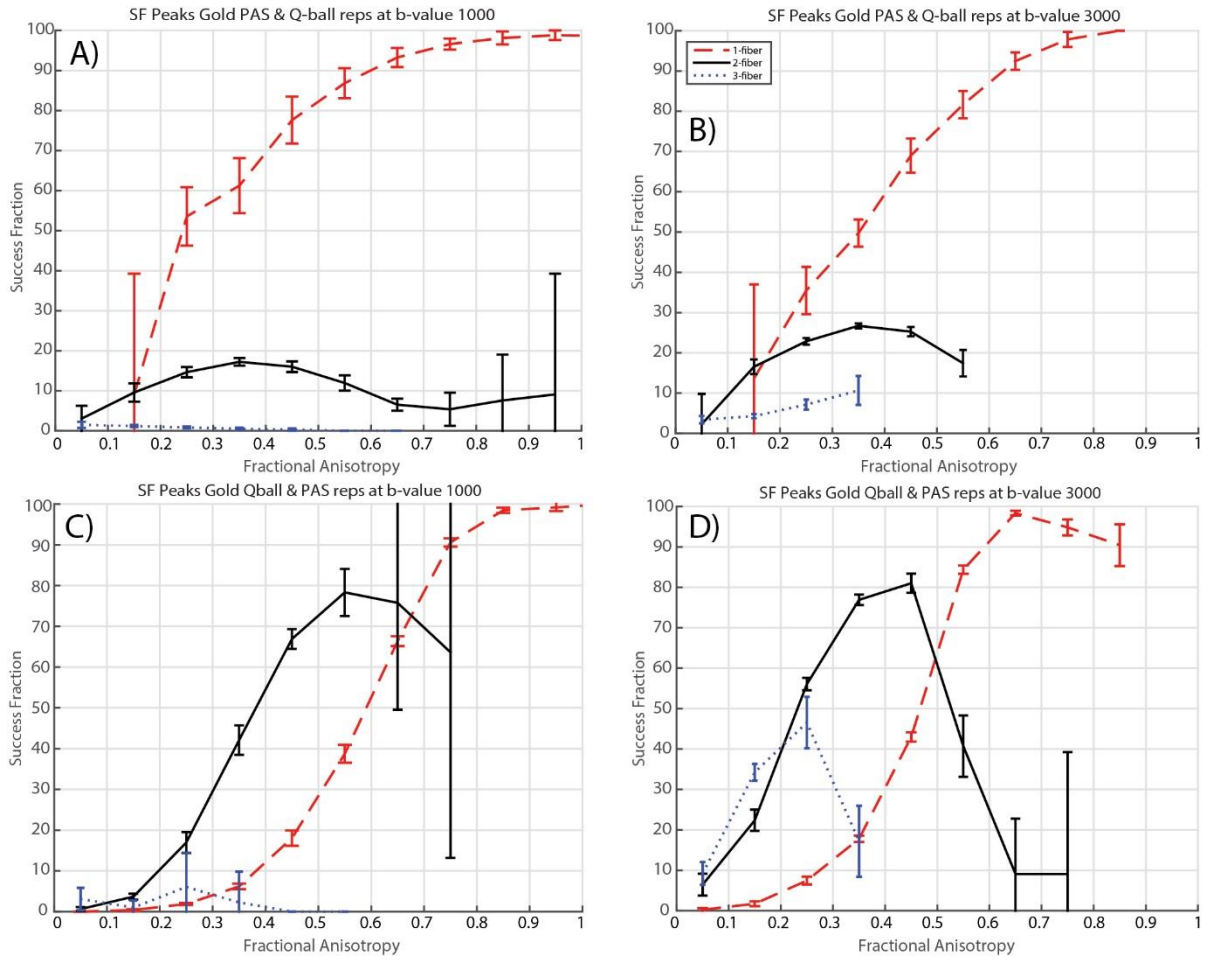 SF Peaks Gold PAS & Q-ball reps at b-value 1000
A)
100
90
80
70
60
50
40
30
20
10
0
Success Fraction
0 0.1 0.2 0.3 0.4 0.5 0.6 0.7 0.8 0.9 1
Fractional Anisotropy
SF Peaks Gold PAS & Q-ball reps at b-value 3000
1-fiber
2-fiber
3-fiber
B)
100
90
80
70
60
50
40
30
20
10
0
Success Fraction
0.1 0.2 0.3 0.4 0.5 0.6 0.7 0.8 0.9 1
Fractional Anisotropy
SF Peaks Gold Qball & PAS reps at b-value 1000
C)
100
90
80
70
60
50
40
30
20
10
0
Success Fraction
0 0.1 0.2 0.3 0.4 0.5 0.6 0.7 0.8 0.9 1
Fractional Anisotropy
SF Peaks Gold Qball & PAS reps at b-value 3000
D)
100
90
80
70
60
50
40
30
20
10
0
Success Fraction
0 0.1 0.2 0.3 0.4 0.5 0.6 0.7 0.8 0.9 1
Fractional Anisotropy